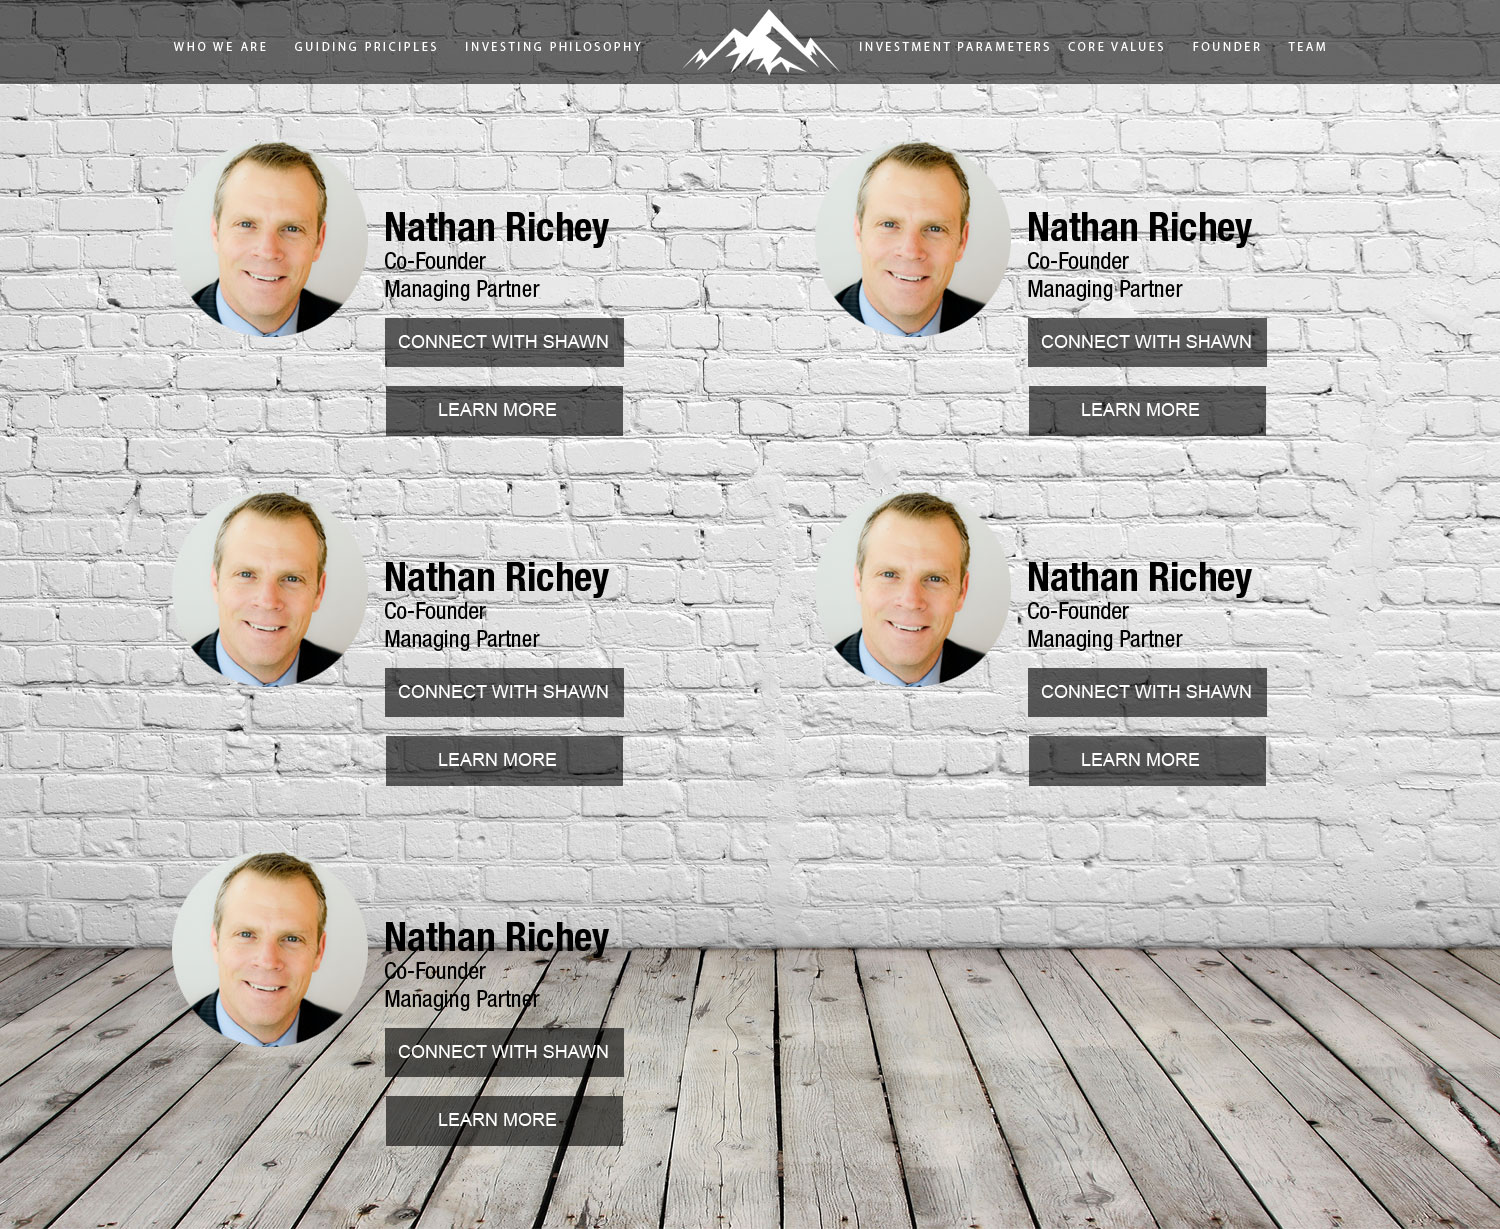 WHO WE ARE GUIDING PRICIPLES INVESTING PHILOSOPHY INVESTMENT PARAMETERS CORE VALUES FOUNDER TEAM
Nathan Richey
Co-Founder
Managing Partner
CONNECT WITH SHAWN
LEARN MORE
Nathan Richey
Co-Founder
Managing Partner
CONNECT WITH SHAWN
LEARN MORE
Nathan Richey
Co-Founder
Managing Partner
CONNECT WITH SHAWN
LEARN MORE
Nathan Richey
Co-Founder
Managing Partner
CONNECT WITH SHAWN
LEARN MORE
Nathan Richey
Co-Founder
Managing Partner
CONNECT WITH SHAWN
LEARN MORE